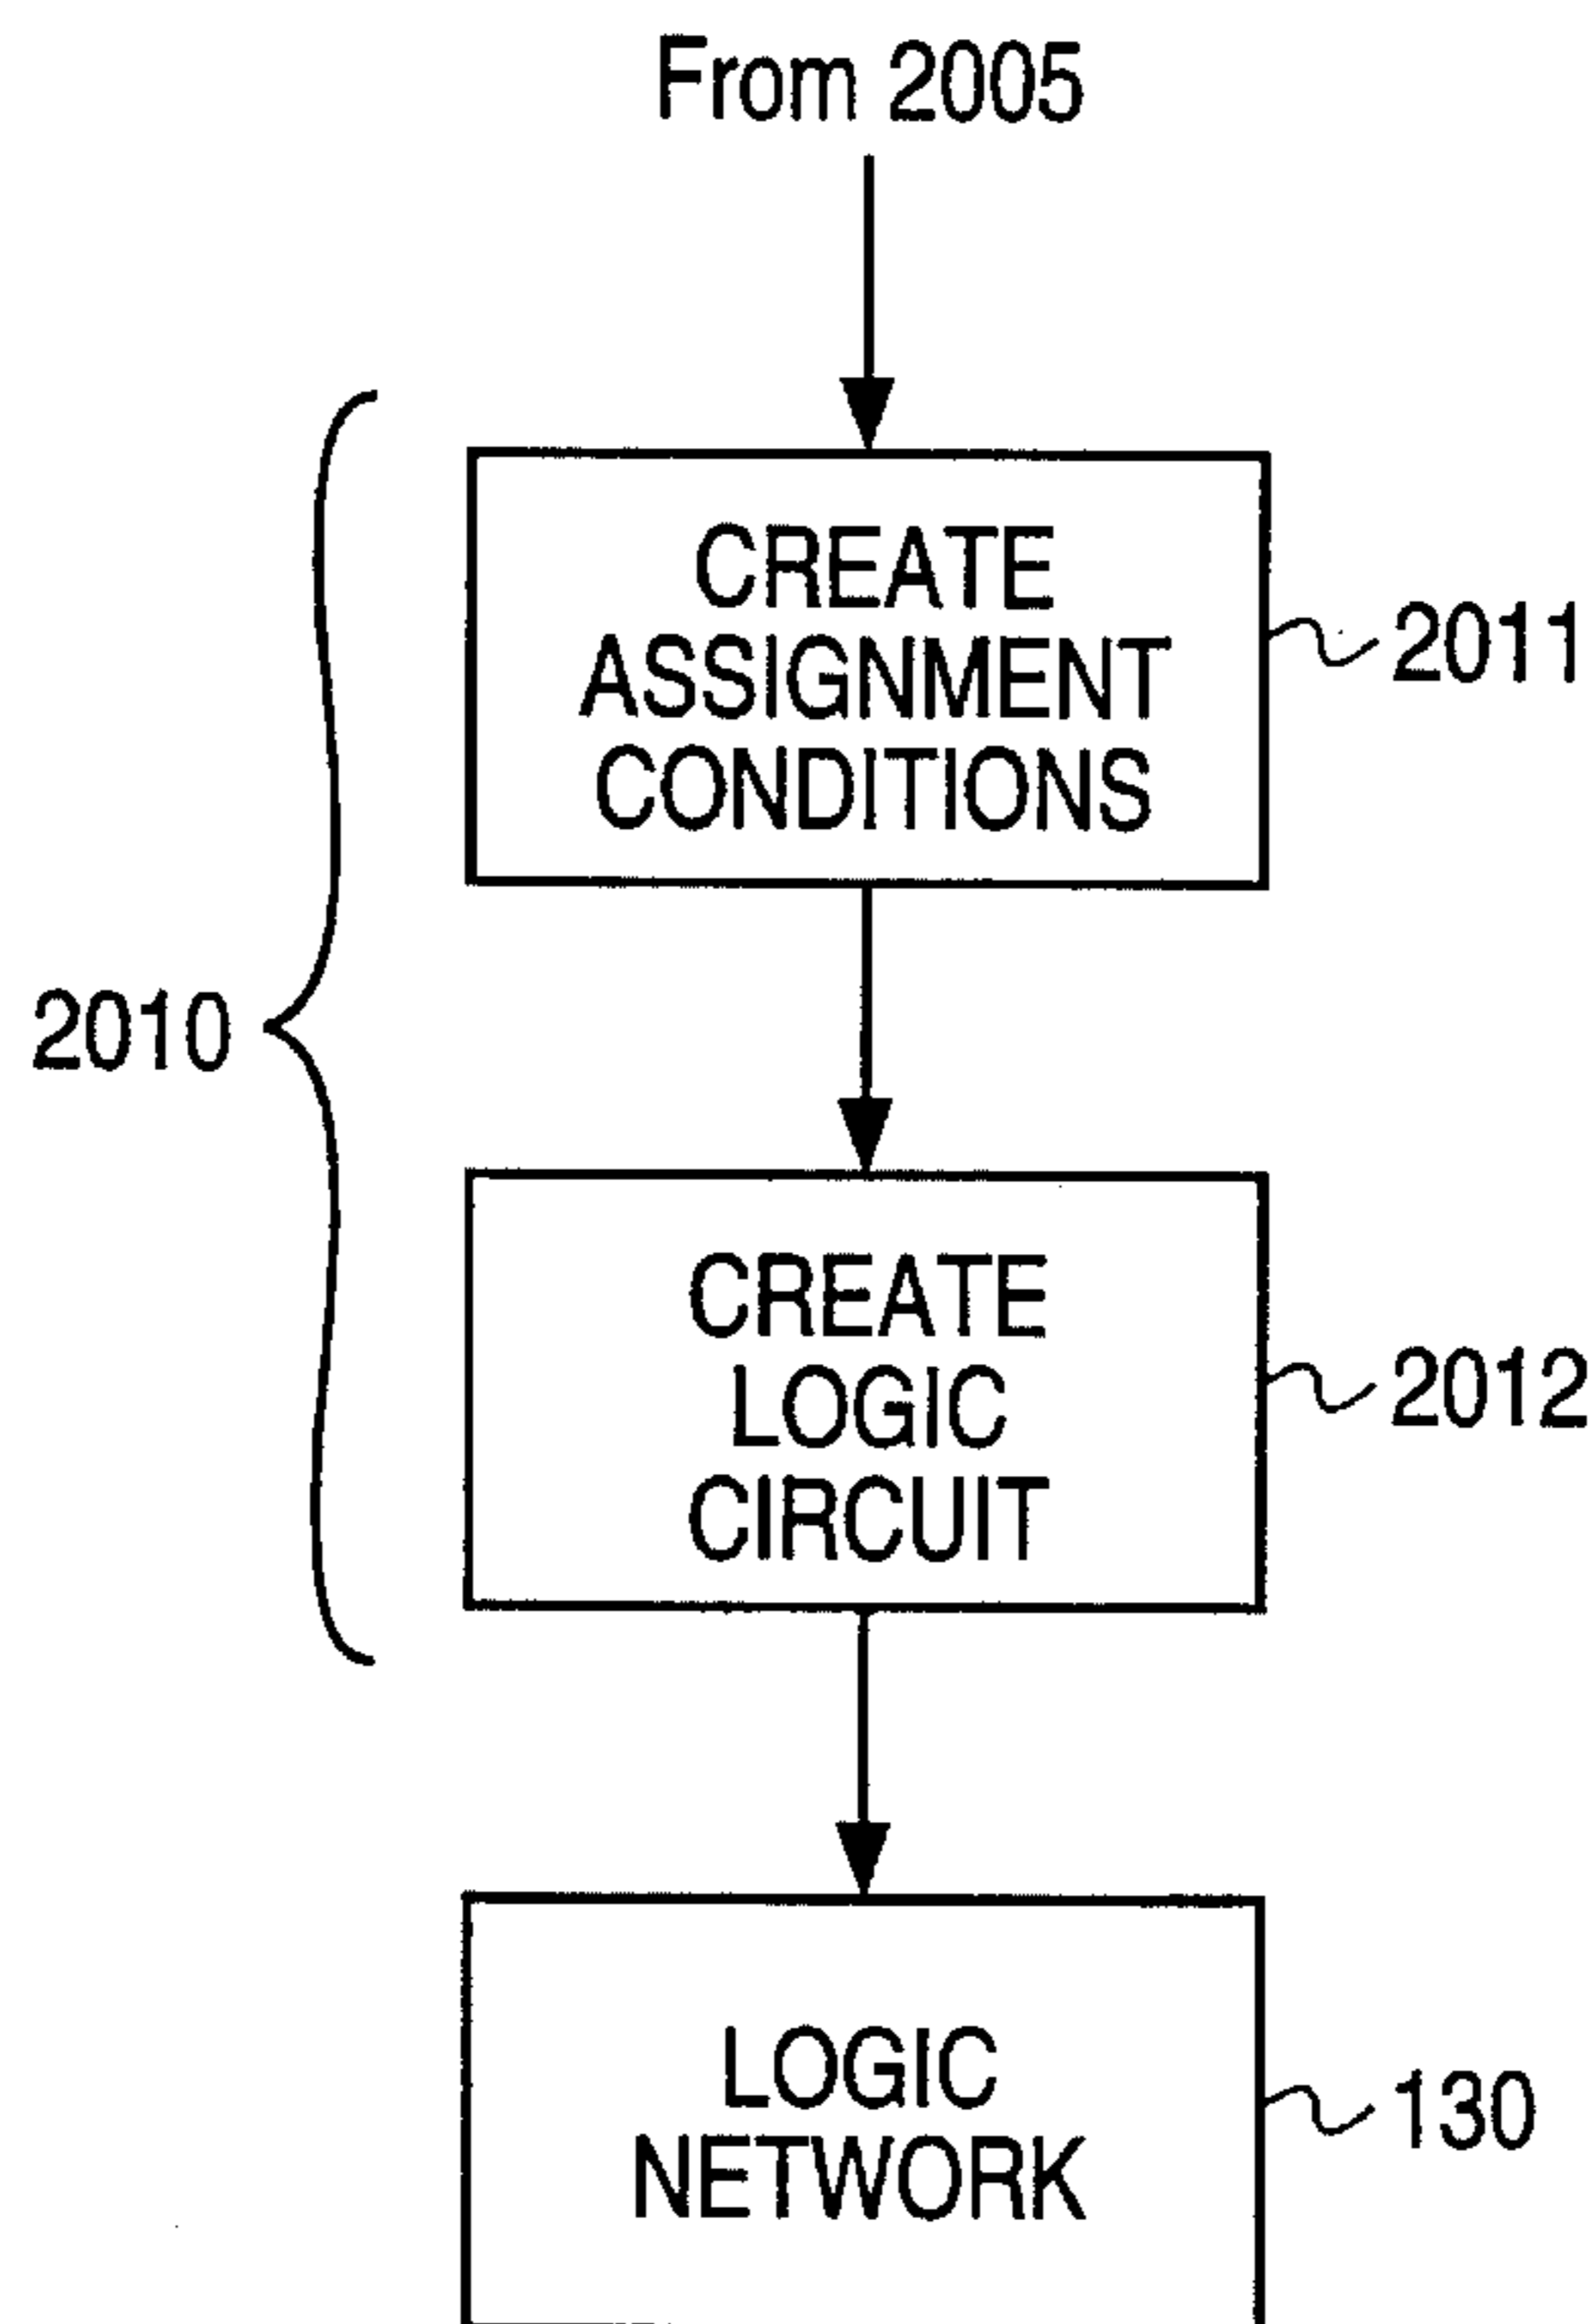 From 2005
CREATE
ASSIGNMENT
CONDITIONS
2011
2010
CREATE
LOGIC
CIRCUIT
2012
LOGIC
NETWORK
130